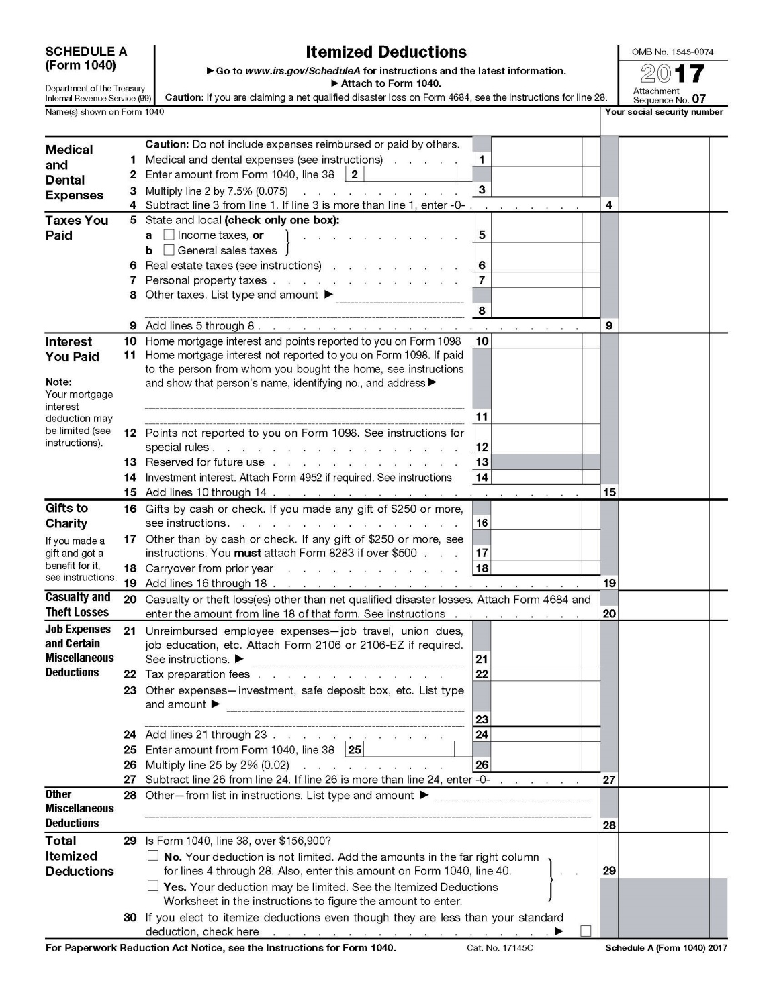 SCHEDULE A
(Form 1040)
Department of the Treasury
Internal Revenue Service (99)
Itemized Deductions
▶ Go to www.irs.gov/ScheduleA for instructions and the latest information.
▶ Attach to Form 1040.
Caution: If you are claiming a net qualified disaster loss on Form 4684, see the instructions for line 28.
OMB No. 1545-0074
2017
Attachment
Sequence No. 07
Name(s) shown on Form 1040
Your social security number
Medical
and
Dental
Expenses
Caution: Do not include expenses reimbursed or paid by others.
1 Medical and dental expenses (see instructions) . . . . . 1
2 Enter amount from Form 1040, line 38 2
3 Multiply line 2 by 7.5% (0.075) . . . . . . . . . . . 3
4 Subtract line 3 from line 1. If line 3 is more than line 1, enter -0- . . . . . . . . 4
Taxes You
Paid
5 State and local (check only one box):
a Income taxes, or } . . . . . . . . . . . 5
b General sales taxes
6 Real estate taxes (see instructions) . . . . . . . . . 6
7 Personal property taxes . . . . . . . . . . . . . 7
8 Other taxes. List type and amount ▶
8
9 Add lines 5 through 8 . . . . . . . . . . . . . . . . . . . 9
Interest
You Paid
Note:
Your mortgage
interest
deduction may
be limited (see
instructions).
10 Home mortgage interest and points reported to you on Form 1098 10
11 Home mortgage interest not reported to you on Form 1098. If paid
to the person from whom you bought the home, see instructions
and show that person's name, identifying no., and address ▶
11
12 Points not reported to you on Form 1098. See instructions for
special rules . . . . . . . . . . . . . . . . . 12
13 Reserved for future use . . . . . . . . . . . . . 13
14 Investment interest. Attach Form 4952 if required. See instructions 14
15 Add lines 10 through 14 . . . . . . . . . . . . . . . . . . 15
Gifts to
Charity
If you made a
gift and got a
benefit for it,
see instructions.
16 Gifts by cash or check. If you made any gift of $250 or more,
see instructions . . . . . . . . . . . . . . . . 16
17 Other than by cash or check. If any gift of $250 or more, see
instructions. You must attach Form 8283 if over $500 . . . 17
18 Carryover from prior year . . . . . . . . . . . . 18
19 Add lines 16 through 18 . . . . . . . . . . . . . . . . . . 19
Casualty and
Theft Losses
20 Casualty or theft loss(es) other than net qualified disaster losses. Attach Form 4684 and
enter the amount from line 18 of that form. See instructions . . . . . . . . . 20
Job Expenses
and Certain
Miscellaneous
Deductions
21 Unreimbursed employee expenses—job travel, union dues,
job education, etc. Attach Form 2106 or 2106-EZ if required.
See instructions. ▶ 21
22 Tax preparation fees . . . . . . . . . . . . . 22
23 Other expenses—investment, safe deposit box, etc. List type
and amount ▶
23
24 Add lines 21 through 23 . . . . . . . . . . . . 24
25 Enter amount from Form 1040, line 38 25
26 Multiply line 25 by 2% (0.02) . . . . . . . . . . 26
27 Subtract line 26 from line 24. If line 26 is more than line 24, enter -0- . . . . . . 27
Other
Miscellaneous
Deductions
28 Other—from list in instructions. List type and amount ▶
28
Total
Itemized
Deductions
29 Is Form 1040, line 38, over $156,900?
No. Your deduction is not limited. Add the amounts in the far right column
for lines 4 through 28. Also, enter this amount on Form 1040, line 40. } . . 29
Yes. Your deduction may be limited. See the Itemized Deductions
Worksheet in the instructions to figure the amount to enter.
30 If you elect to itemize deductions even though they are less than your standard
deduction, check here . . . . . . . . . . . . . . . . . . . ▶
For Paperwork Reduction Act Notice, see the Instructions for Form 1040.
Cat. No. 17145C
Schedule A (Form 1040) 2017